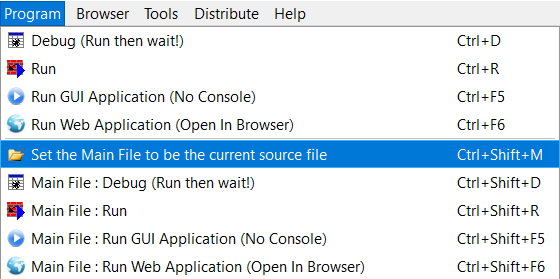 Program Browser Tools Distribute Help
Debug (Run then wait!) Ctrl+D
Run Ctrl+R
Run GUI Application (No Console) Ctrl+F5
Run Web Application (Open In Browser) Ctrl+F6
Set the Main File to be the current source file Ctrl+Shift+M
Main File : Debug (Run then wait!) Ctrl+Shift+D
Main File : Run Ctrl+Shift+R
Main File : Run GUI Application (No Console) Ctrl+Shift+F5
Main File : Run Web Application (Open In Browser) Ctrl+Shift+F6